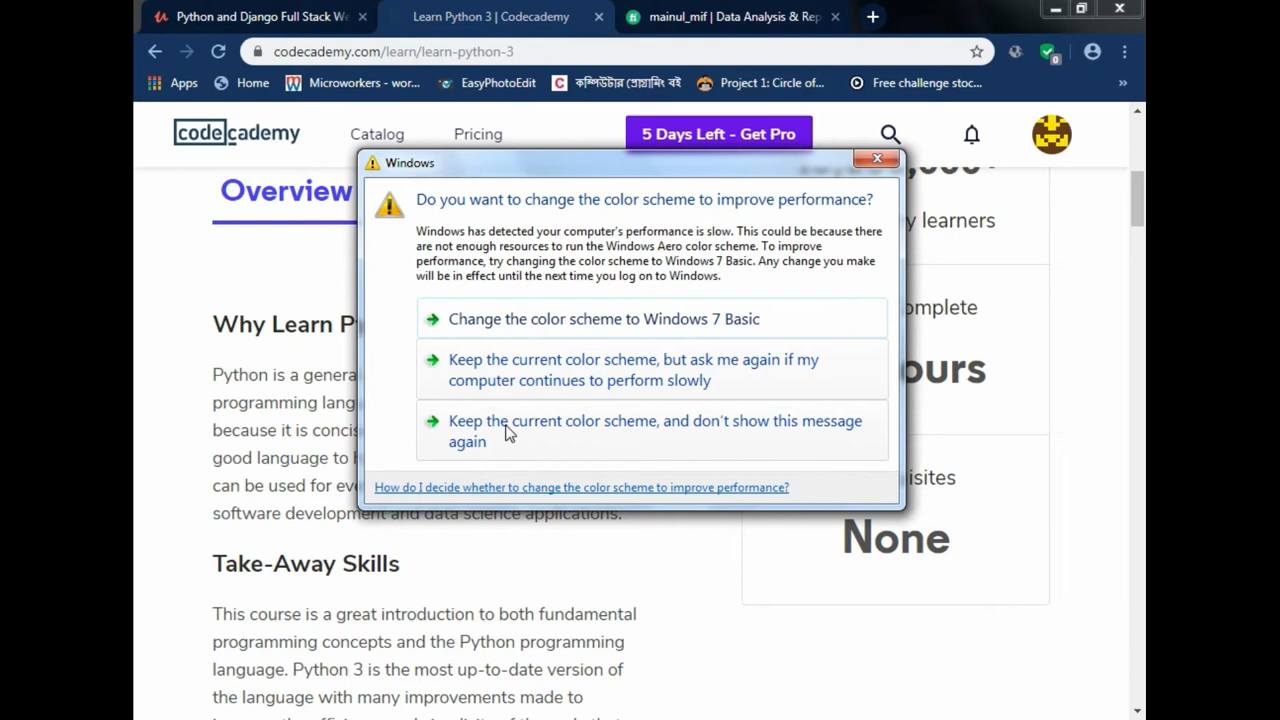 Python and Django Full Stack We
Learn Python 3 | Codecademy
mainul_mif | Data Analysis & Rep
codecademy.com/learn/learn-python-3
0
Apps
Home
Microworkers - wor...
EasyPhotoEdit
কম্পিউটার প্রোগ্রামিং বই
Project 1: Circle of...
Free challenge stoc...
»
codecademy
Catalog
Pricing
5 Days Left - Get Pro
Windows
Do you want to change the color scheme to improve performance?
Windows has detected your computer's performance is slow. This could be because there
are not enough resources to run the Windows Aero color scheme. To improve
performance, try changing the color scheme to Windows 7 Basic. Any change you make
will be in effect until the next time you log on to Windows.
Change the color scheme to Windows 7 Basic
Keep the current color scheme, but ask me again if my
computer continues to perform slowly
Keep the current color scheme, and don't show this message
again
How do I decide whether to change the color scheme to improve performance?
Overview
Why Learn P
Python is a genera
programming lang
because it is concis
good language to
can be used for eve
software development and data science applications.
Take-Away Skills
This course is a great introduction to both fundamental
programming concepts and the Python programming
language. Python 3 is the most up-to-date version of
the language with many improvements made to
y learners
omplete
ours
isites
None